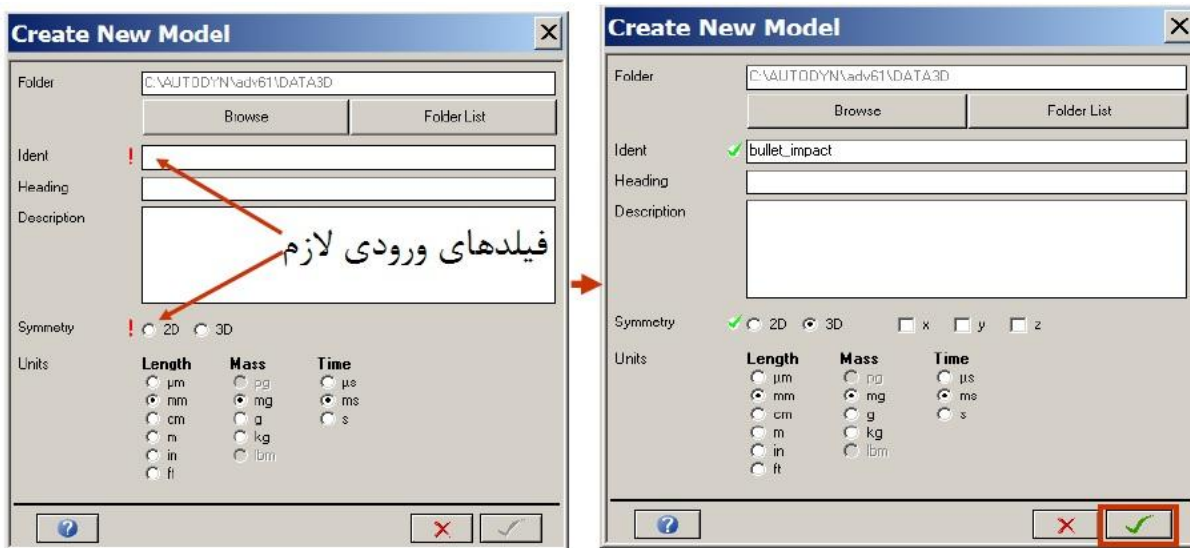 Create New Model
Folder
C:\AUTODYN\adv61\DATA3D
Browse
Folder List
Ident
!
Heading
Description
فیلدهای ورودی لازم
Symmetry
! 2D 3D
Units
Length Mass Time
µm pg µs
mm mg ms
cm g s
m kg
in lbm
ft
Create New Model
Folder
C:\AUTODYN\adv61\DATA3D
Browse
Folder List
Ident
bullet_impact
Heading
Description
Symmetry
2D 3D x y z
Units
Length Mass Time
µm pg µs
mm mg ms
cm g s
m kg
in lbm
ft